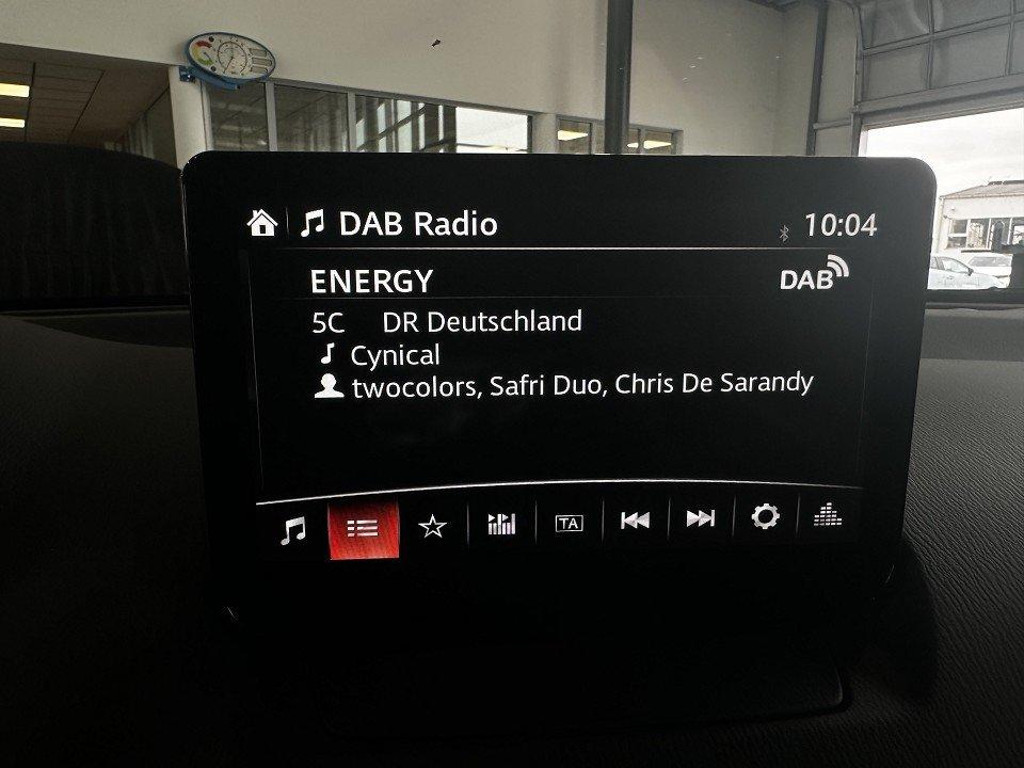 DAB Radio 10:04
ENERGY DAB
5C DR Deutschland
Cynical
twocolors, Safri Duo, Chris De Sarandy
TA